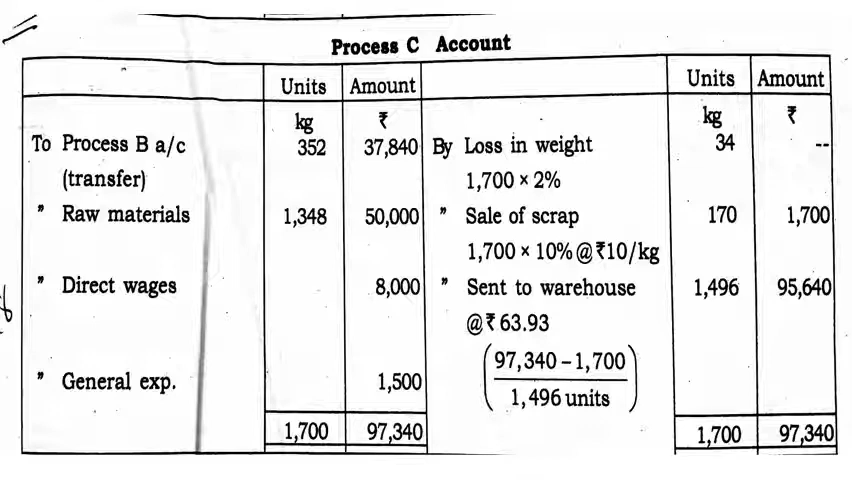 Process C Account
Units Amount Units Amount
kg ₹ kg ₹
To Process B a/c 352 37,840 By Loss in weight 34 --
(transfer) 1,700 × 2%
" Raw materials 1,348 50,000 " Sale of scrap 170 1,700
1,700 × 10% @ ₹10/kg
" Direct wages 8,000 " Sent to warehouse 1,496 95,640
@ ₹ 63.93
(97,340 – 1,700
" General exp. 1,500
1,496 units)
1,700 97,340 1,700 97,340